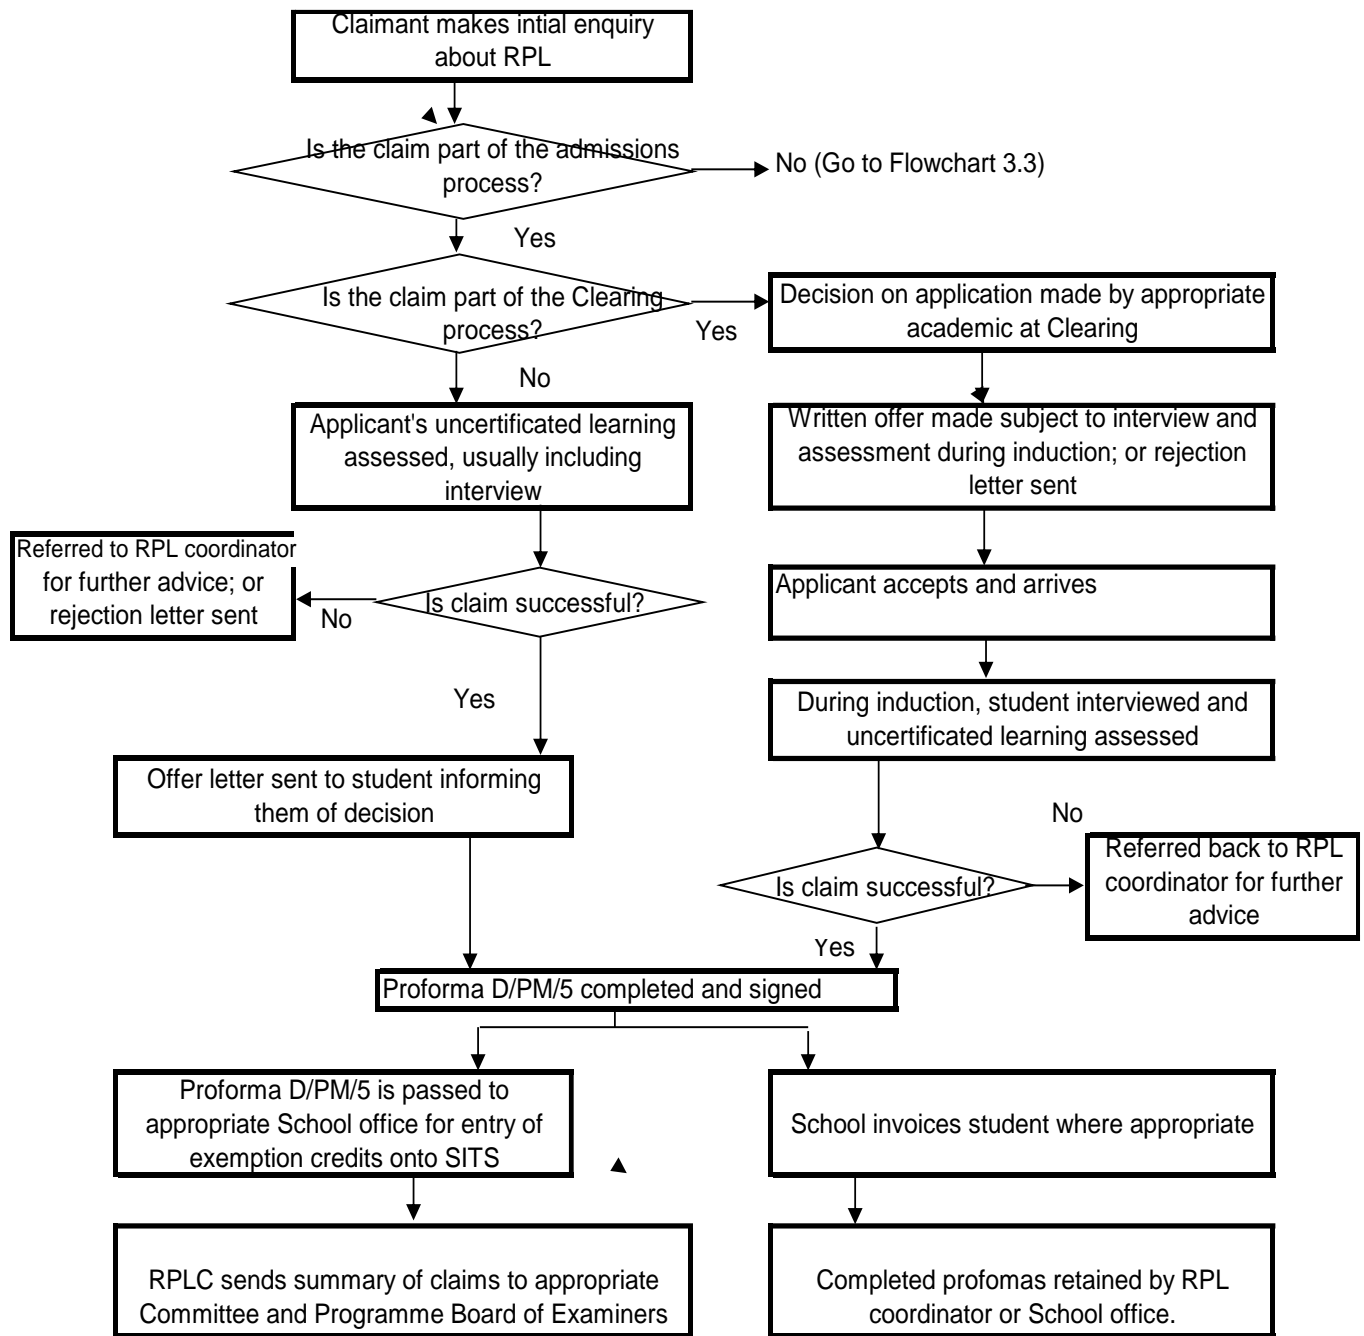 Claimant makes intial enquiry
about RPL
Is the claim part of the admissions
process?
No (Go to Flowchart 3.3)
Yes
Is the claim part of the Clearing
process?
Yes
Decision on application made by appropriate
academic at Clearing
No
Applicant's uncertificated learning
assessed, usually including
interview
Written offer made subject to interview and
assessment during induction; or rejection
letter sent
Referred to RPL coordinator
for further advice; or
rejection letter sent
No
Is claim successful?
Applicant accepts and arrives
Yes
During induction, student interviewed and
uncertificated learning assessed
Offer letter sent to student informing
them of decision
No
Is claim successful?
Referred back to RPL
coordinator for further
advice
Yes
Proforma D/PM/5 completed and signed
Proforma D/PM/5 is passed to
appropriate School office for entry of
exemption credits onto SITS
School invoices student where appropriate
RPLC sends summary of claims to appropriate
Committee and Programme Board of Examiners
Completed profomas retained by RPL
coordinator or School office.